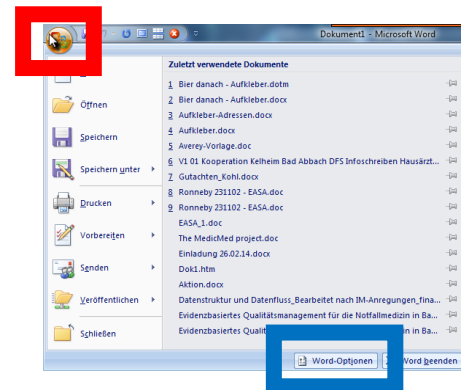 Dokument1 - Microsoft Word
Zuletzt verwendete Dokumente
1 Bier danach - Aufkleber.dotm
2 Bier danach - Aufkleber.docx
3 Aufkleber-Adressen.docx
4 Aufkleber.docx
5 Averey-Vorlage.doc
6 V1 01 Kooperation Kelheim Bad Abbach DFS Infoschreiben Hausärzt...
7 Gutachten_Kohl.docx
8 Ronneby 231102 - EASA.doc
9 Ronneby 231102 - EASA.doc
EASA_1.doc
The MedicMed project.doc
Einladung 26.02.14.docx
Dok1.htm
Aktion.docx
Datenstruktur und Datenfluss_Bearbeitet nach IM-Anregungen_fina...
Evidenzbasiertes Qualitätsmanagement für die Notfallmedizin in Ba...
Evidenzbasiertes in Ba...
Öffnen
Speichern
Speichern unter
Drucken
Vorbereiten
Senden
Veröffentlichen
Schließen
Word-Optionen
Word beenden